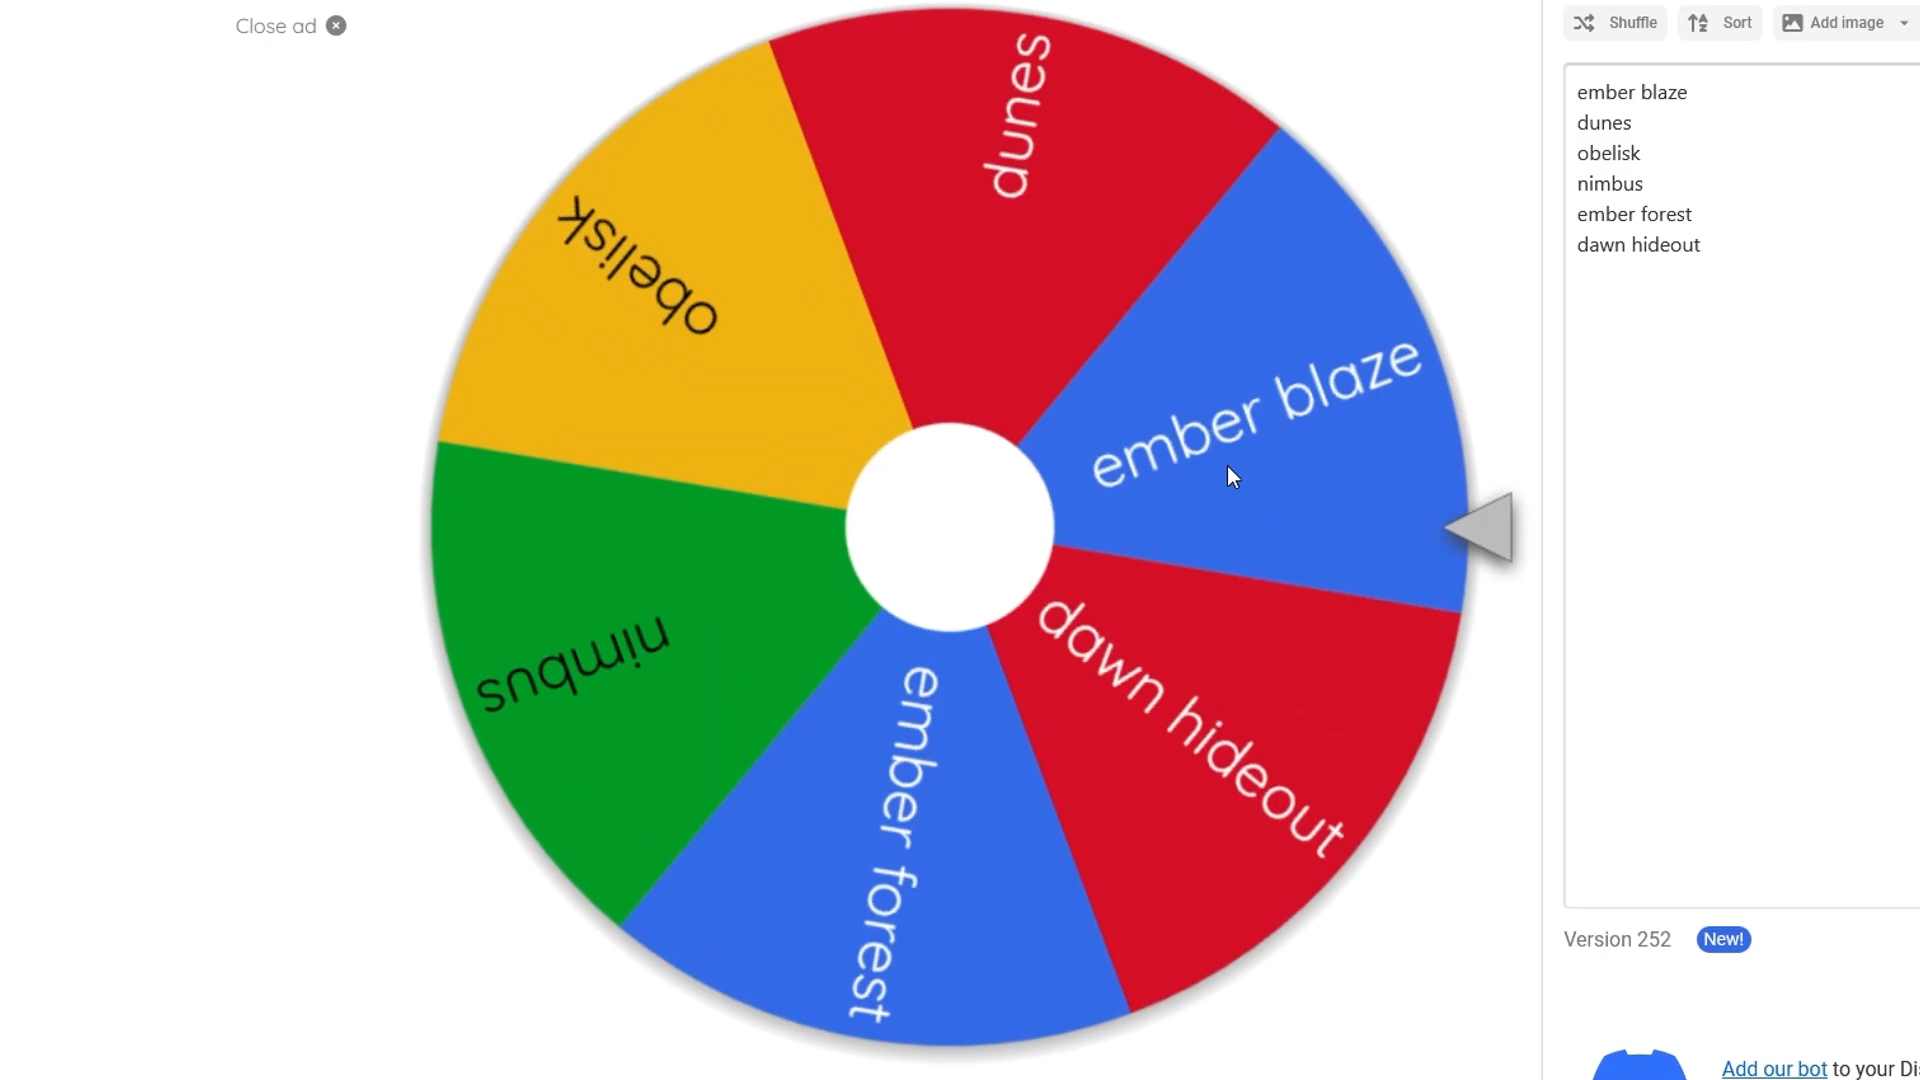 Close ad
Shuffle
Sort
Add image
dunes
ember blaze
obelisk
nimbus
ember forest
dawn hideout
ember blaze
dunes
obelisk
nimbus
ember forest
dawn hideout
Version 252
New!
Add our bot to your Di